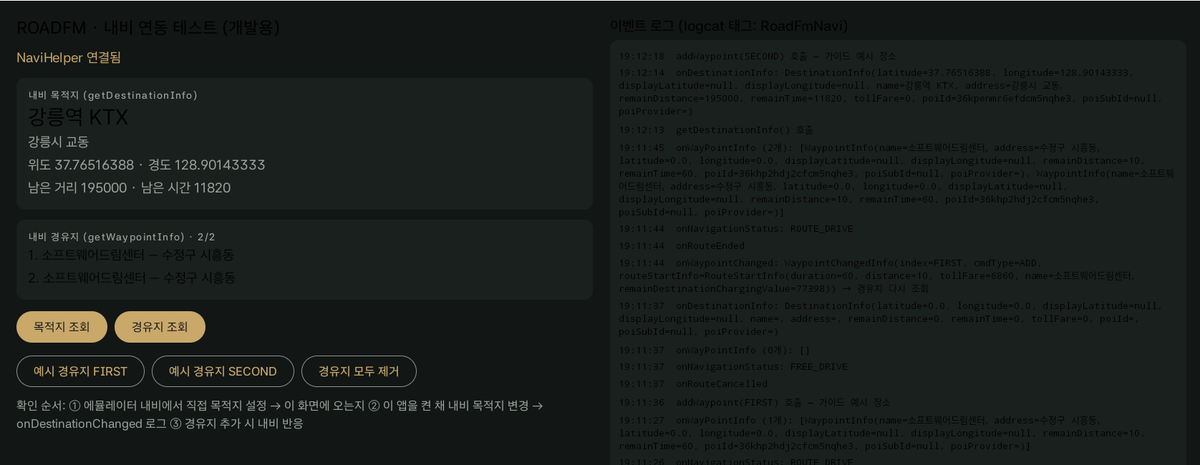 ROADFM · 내비 연동 테스트 (개발용)
NaviHelper 연결됨
내비 목적지 (getDestinationInfo)
강릉역 KTX
강릉시 교동
위도 37.76516388 · 경도 128.90143333
남은 거리 195000 · 남은 시간 11820
내비 경유지 (getWaypointInfo) · 2/2
1. 소프트웨어드림센터 — 수정구 시흥동
2. 소프트웨어드림센터 — 수정구 시흥동
목적지 조회
경유지 조회
예시 경유지 FIRST
예시 경유지 SECOND
경유지 모두 제거
확인 순서: ① 에뮬레이터 내비에서 직접 목적지 설정 → 이 화면에 오는지 ② 이 앱을 켠 채 내비 목적지 변경 →
onDestinationChanged 로그 ③ 경유지 추가 시 내비 반응
이벤트 로그 (logcat 태그: RoadFmNavi)
19:12:18 addWaypoint(SECOND) 호출 — 가이드 예시 장소
19:12:14 onDestinationInfo: DestinationInfo(latitude=37.76516388, longitude=128.90143333,
displayLatitude=null, displayLongitude=null, name=강릉역 KTX, address=강릉시 교동,
remainDistance=195000, remainTime=11820, tollFare=0, poiId=36kpenmr6efdcm5nqhe3, poiSubId=null,
poiProvider=)
19:12:13 getDestinationInfo() 호출
19:11:45 onWayPointInfo (2개): [WaypointInfo(name=소프트웨어드림센터, address=수정구 시흥동,
latitude=0.0, longitude=0.0, displayLatitude=null, displayLongitude=null, remainDistance=10,
remainTime=60, poiId=36khp2hdj2cfcm5nqhe3, poiSubId=null, poiProvider=), WaypointInfo(name=소프트웨
어드림센터, address=수정구 시흥동, latitude=0.0, longitude=0.0, displayLatitude=null,
displayLongitude=null, remainDistance=10, remainTime=60, poiId=36khp2hdj2cfcm5nqhe3,
poiSubId=null, poiProvider=)]
19:11:44 onNavigationStatus: ROUTE_DRIVE
19:11:44 onRouteEnded
19:11:44 onWaypointChanged: WaypointChangedInfo(index=FIRST, cmdType=ADD,
routeStartInfo=RouteStartInfo(duration=60, distance=10, tollFare=6860, name=소프트웨어드림센터,
remainDestinationChargingValue=77398)) → 경유지 다시 조회
19:11:37 onDestinationInfo: DestinationInfo(latitude=0.0, longitude=0.0, displayLatitude=null,
displayLongitude=null, name=, address=, remainDistance=0, remainTime=0, tollFare=0, poiId=,
poiSubId=null, poiProvider=)
19:11:37 onWayPointInfo (0개): []
19:11:37 onNavigationStatus: FREE_DRIVE
19:11:37 onRouteCancelled
19:11:36 addWaypoint(FIRST) 호출 — 가이드 예시 장소
19:11:27 onWayPointInfo (1개): [WaypointInfo(name=소프트웨어드림센터, address=수정구 시흥동,
latitude=0.0, longitude=0.0, displayLatitude=null, displayLongitude=null, remainDistance=10,
remainTime=60, poiId=36khp2hdj2cfcm5nqhe3, poiSubId=null, poiProvider=)]
19:11:26 onNavigationStatus: ROUTE_DRIVE